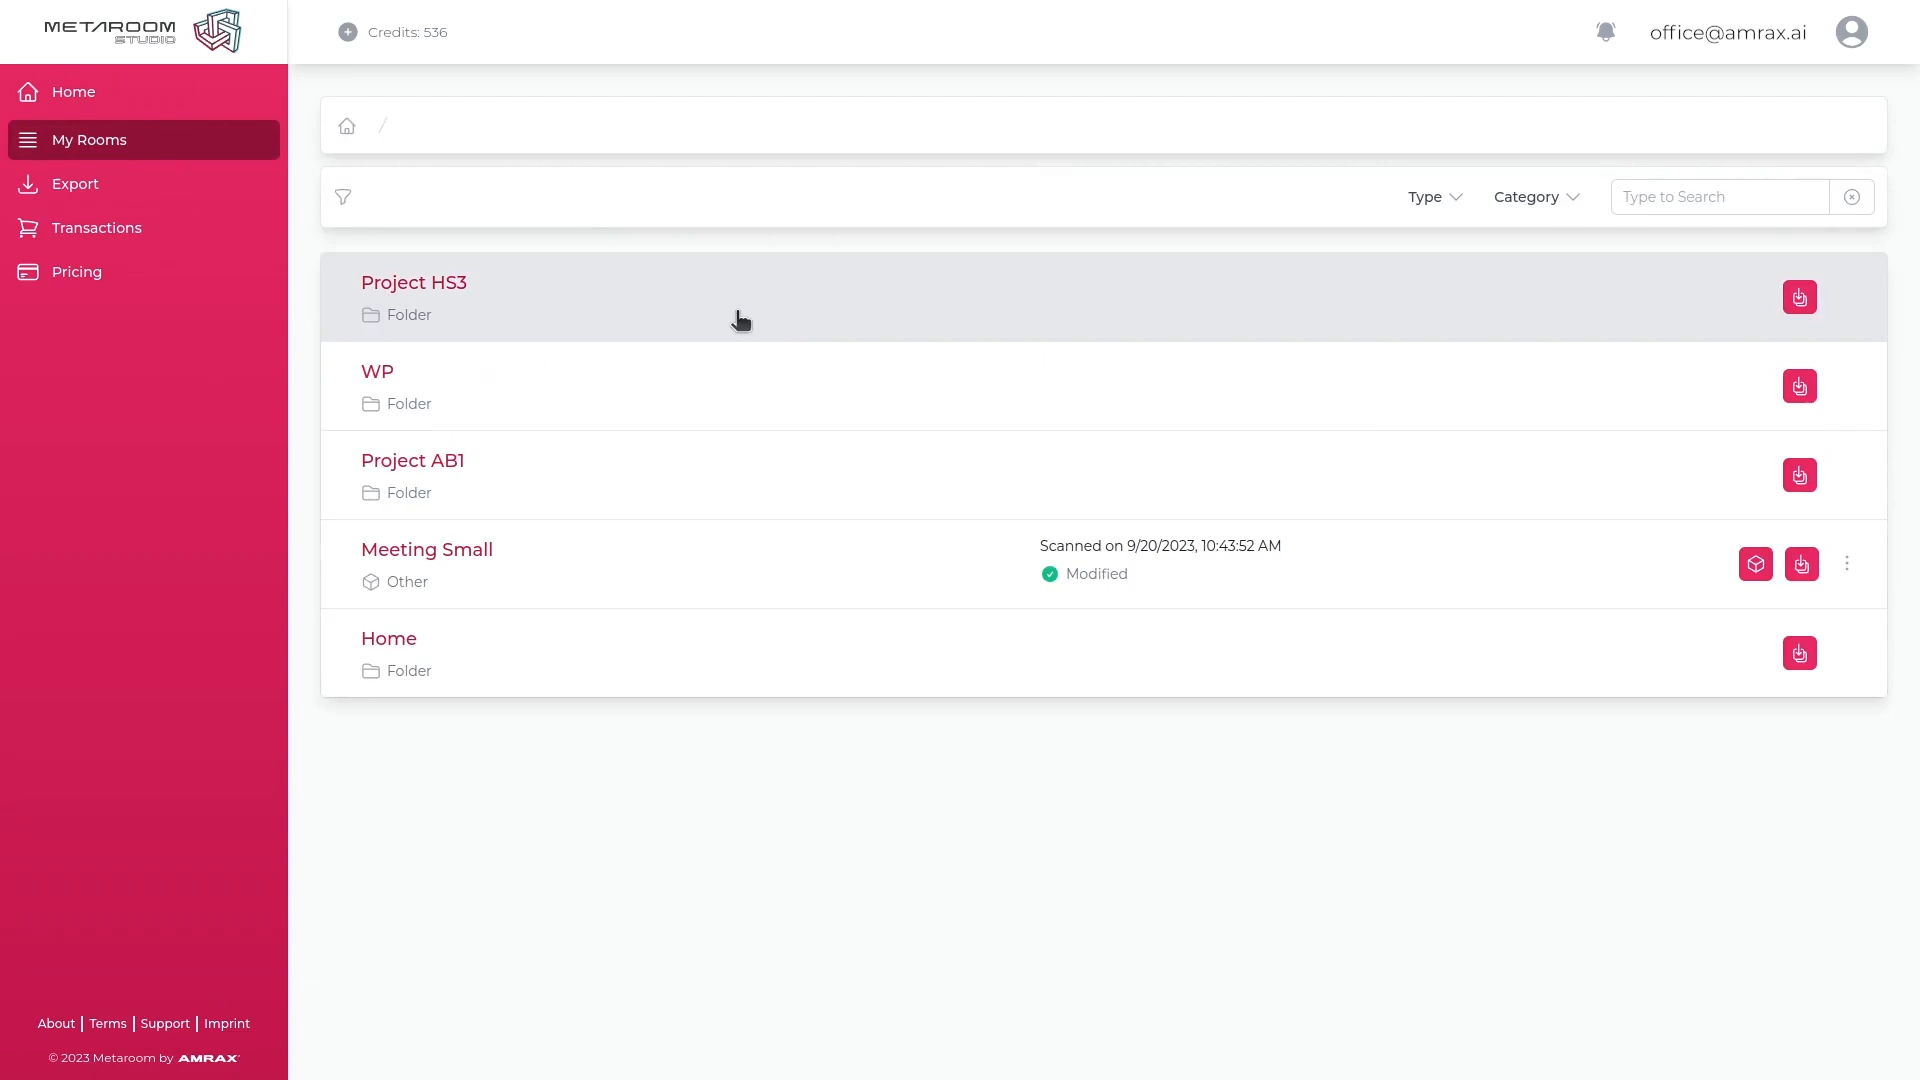 METAROOM
STUDIO
Credits: 536
office@amrax.ai
Home
My Rooms
Export
Transactions
Pricing
Type
Category
Type to Search
Project HS3
Folder
WP
Folder
Project AB1
Folder
Meeting Small
Other
Scanned on 9/20/2023, 10:43:52 AM
Modified
Home
Folder
About | Terms | Support | Imprint
© 2023 Metaroom by AMRAX